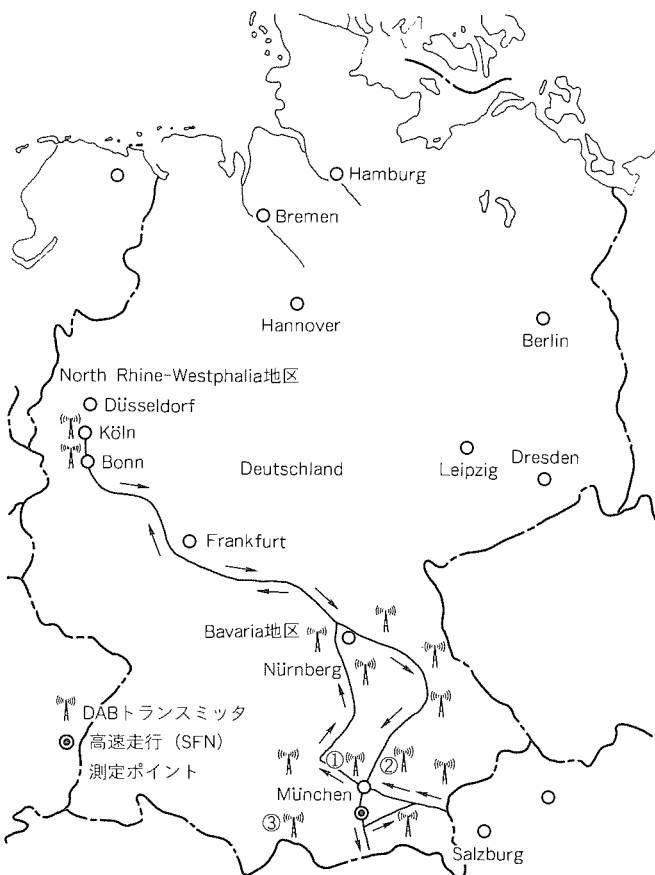 Hamburg
Bremen
Hannover
Berlin
North Rhine-Westphalia地区
Düsseldorf
Köln
Bonn
Deutschland
Leipzig
Dresden
Frankfurt
Bavaria地区
Nürnberg
DABトランスミッタ
高速走行（SFN）
測定ポイント
①
②
München
③
Salzburg